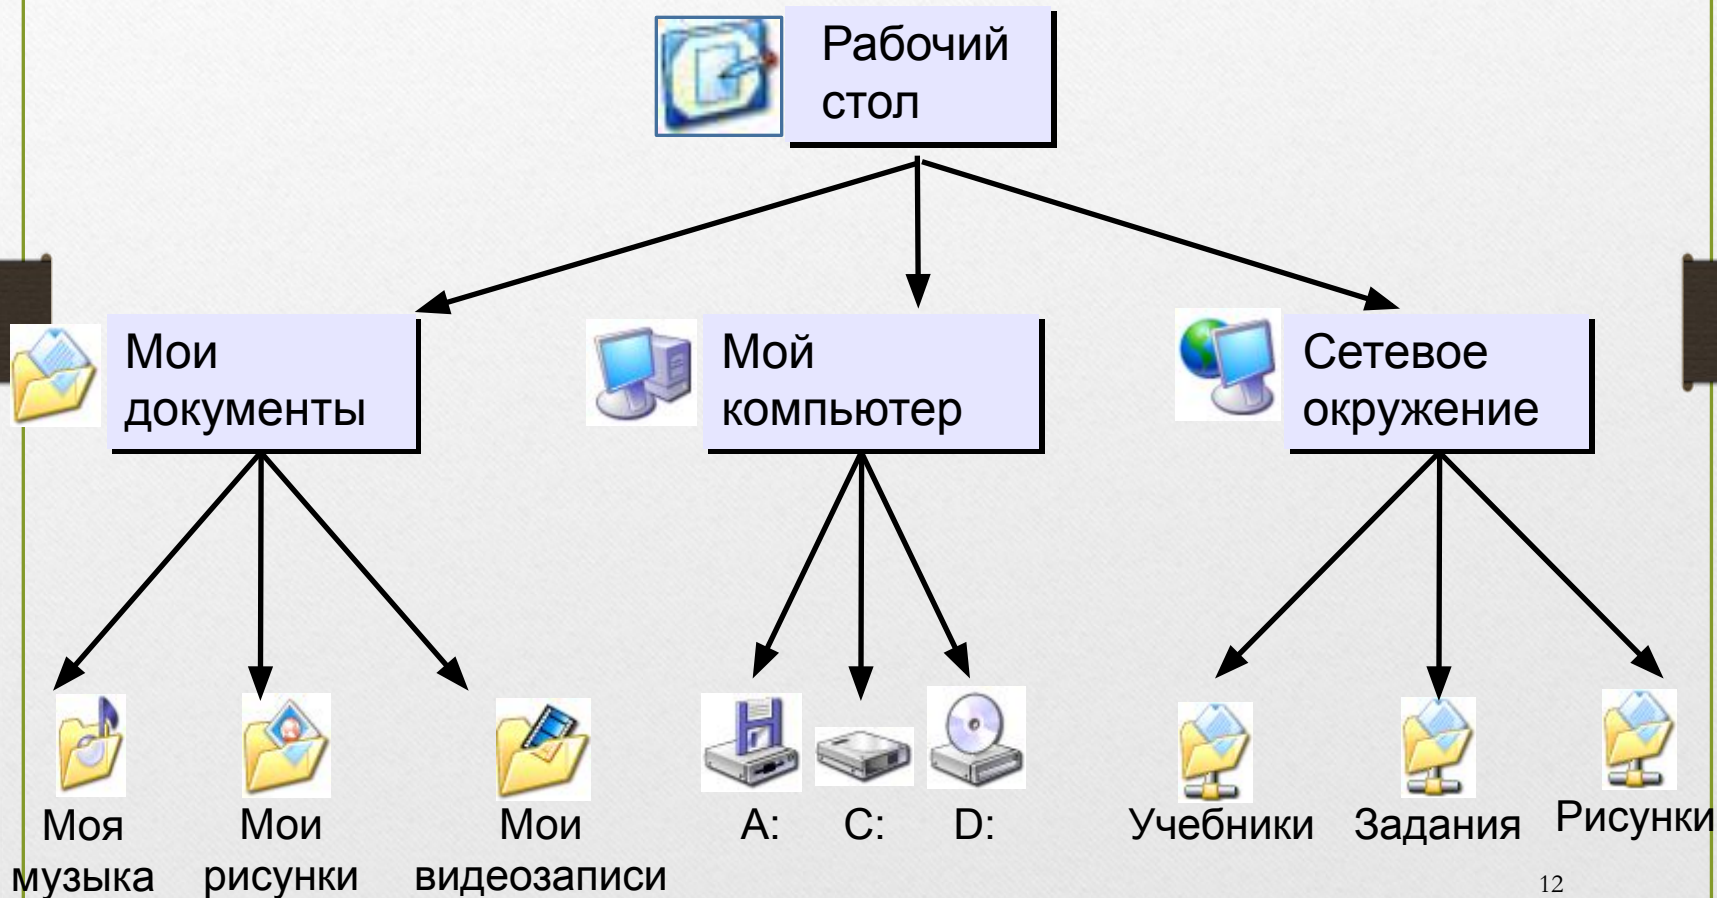 Рабочий
стол
Мои
документы
Мой
компьютер
Сетевое
окружение
Моя
музыка
Мои
рисунки
Мои
видеозаписи
A:
C:
D:
Учебники
Задания
Рисунки
12